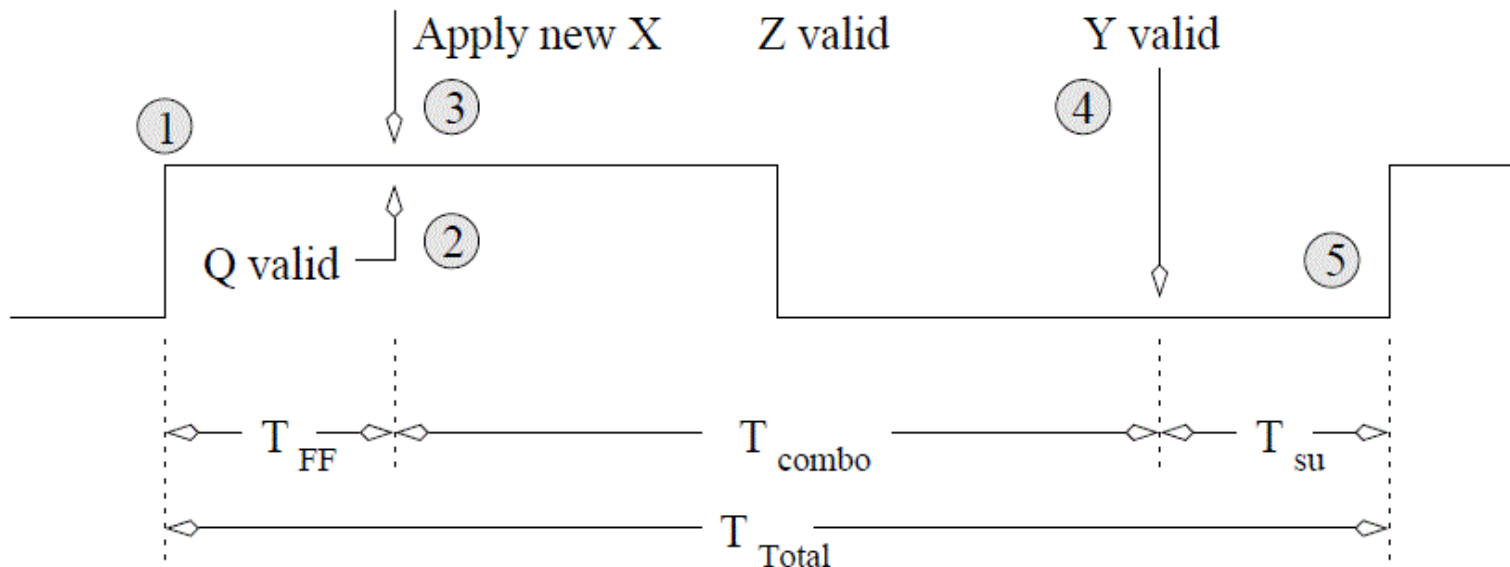 Apply new X Z valid Y valid
3 4
1
2
Q valid 5
T FF T combo T su
T Total